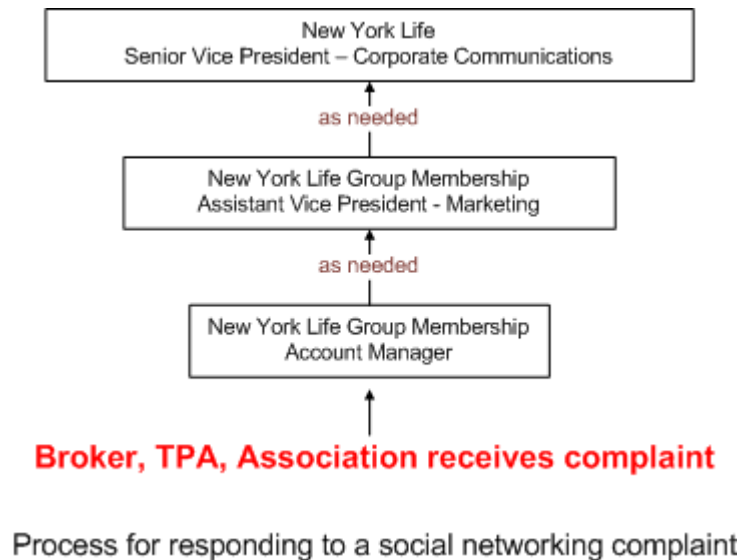 New York Life
Senior Vice President – Corporate Communications
as needed
New York Life Group Membership
Assistant Vice President - Marketing
as needed
New York Life Group Membership
Account Manager
Broker, TPA, Association receives complaint
Process for responding to a social networking complaint